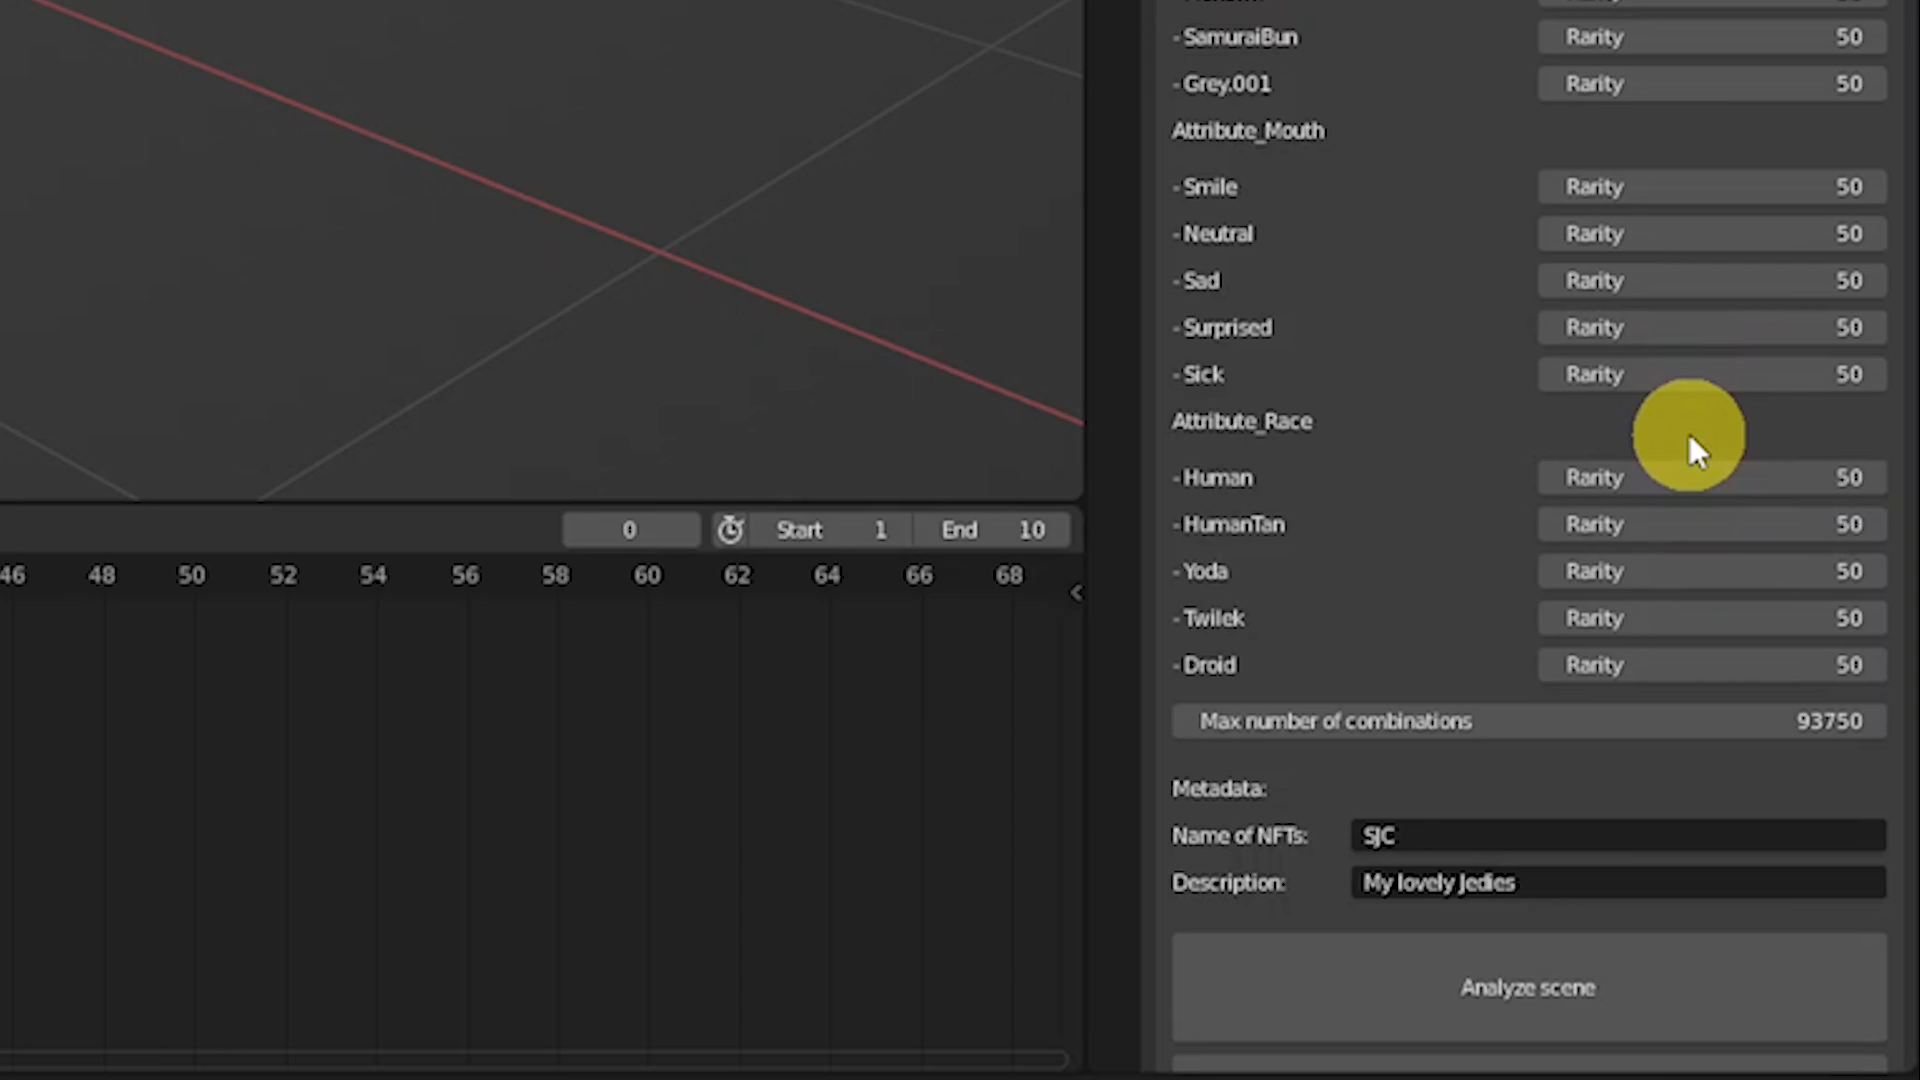 - SamuraiBun Rarity 50
- Grey.001 Rarity 50
Attribute_Mouth
- Smile Rarity 50
- Neutral Rarity 50
- Sad Rarity 50
- Surprised Rarity 50
- Sick Rarity 50
Attribute_Race
- Human Rarity 50
- HumanTan Rarity 50
- Yoda Rarity 50
- Twilek Rarity 50
- Droid Rarity 50
Max number of combinations 93750
Metadata:
Name of NFTs: SJC
Description: My lovely Jedies
Analyze scene
0 Start 1 End 10
46 48 50 52 54 56 58 60 62 64 66 68